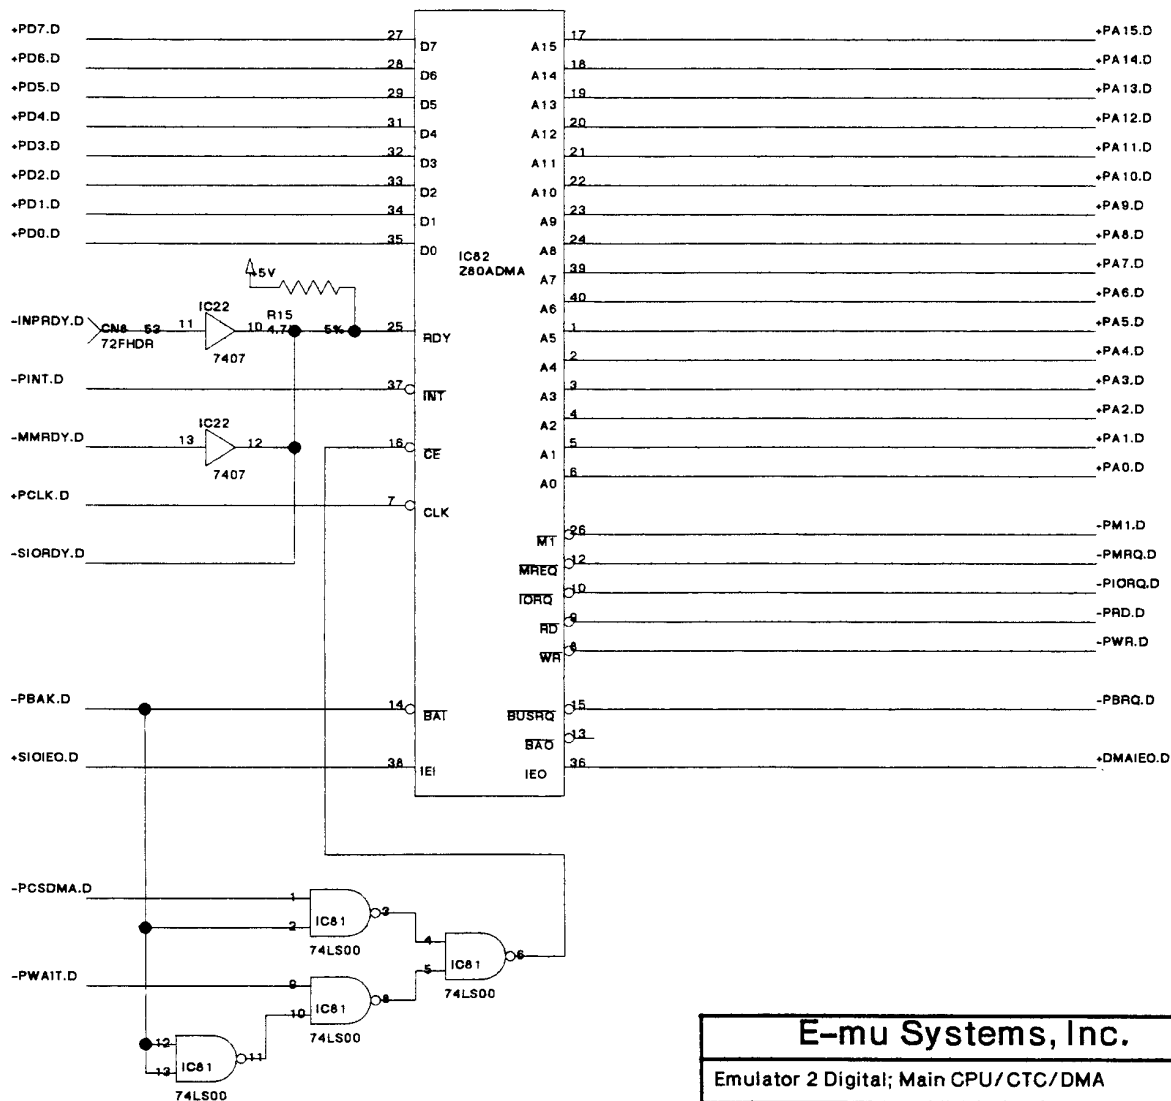 +PD7.D 27 D7 A15 17 +PA15.D
+PD6.D 28 D6 A14 18 +PA14.D
+PD5.D 29 D5 A13 19 +PA13.D
+PD4.D 31 D4 A12 20 +PA12.D
+PD3.D 32 D3 A11 21 +PA11.D
+PD2.D 33 D2 A10 22 +PA10.D
+PD1.D 34 D1 A9 23 +PA9.D
+PD0.D 35 D0 A8 24 +PA8.D
IC82
Z80ADMA
A7 39 +PA7.D
+5V
A6 40 +PA6.D
-INPRDY.D CN6 53 11 IC22 10 R15 4.7K 5% 25 RDY A5 1 +PA5.D
72FHDR 7407
A4 2 +PA4.D
-PINT.D 37 INT A3 3 +PA3.D
A2 4 +PA2.D
-MMRDY.D 13 IC22 12 16 CE A1 5 +PA1.D
7407
A0 6 +PA0.D
+PCLK.D 7 CLK
M1 26 -PM1.D
-SIORDY.D MREQ 12 -PMRQ.D
IORQ 10 -PIORQ.D
RD 9 -PRD.D
WR 8 -PWR.D
-PBAK.D 14 BAI BUSRQ 15 -PBRQ.D
BAO 13
+SIOIEO.D 38 IEI IEO 36 +DMAIEO.D
-PCSDMA.D 1 2 IC81 3
74LS00
4 5 IC81 6
74LS00
-PWAIT.D 9 10 IC81 8
74LS00
12 13 IC81 11
74LS00
E-mu Systems, Inc.
Emulator 2 Digital; Main CPU/CTC/DMA